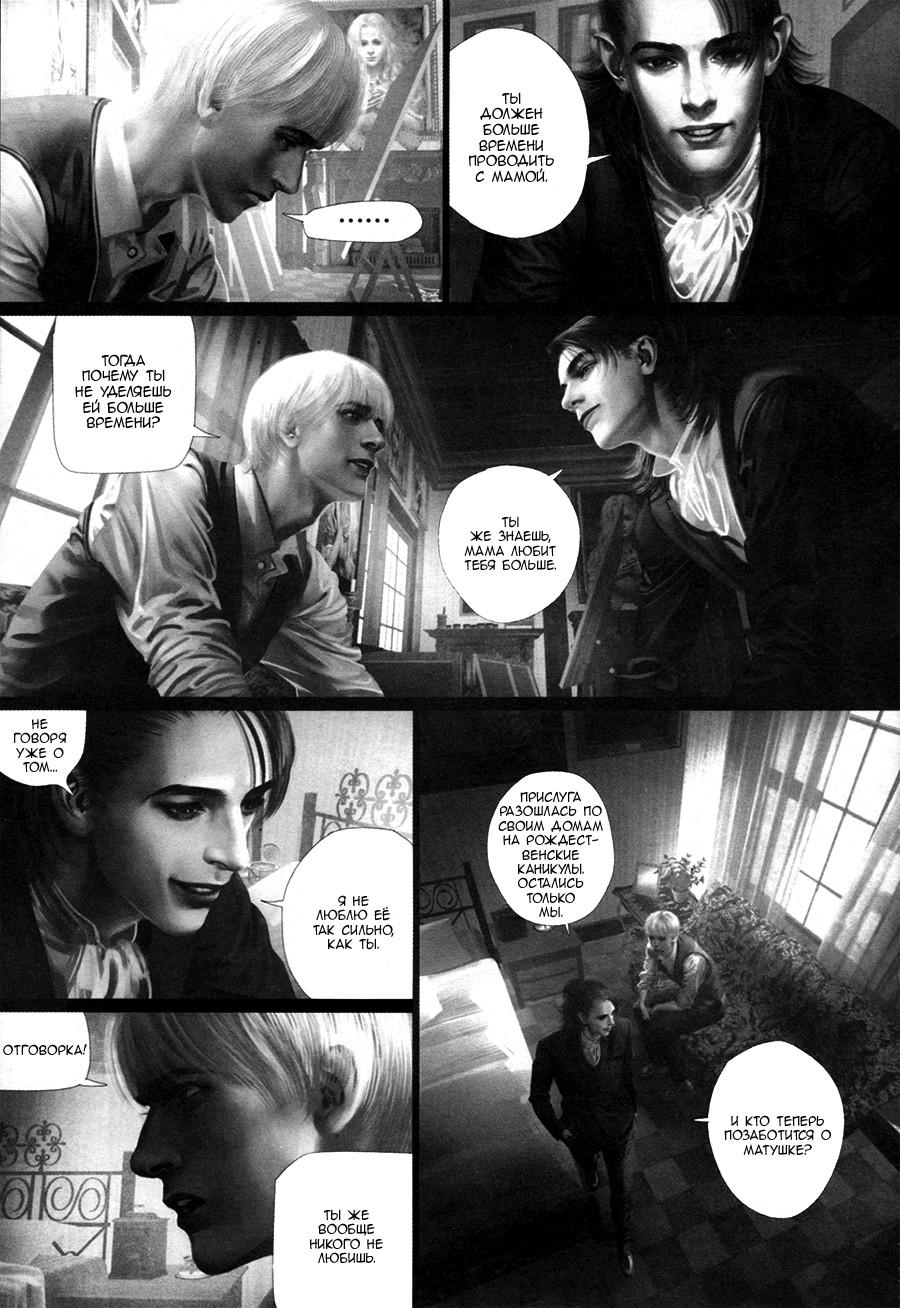 ......
ТЫ
ДОЛЖЕН
БОЛЬШЕ
ВРЕМЕНИ
ПРОВОДИТЬ
С МАМОЙ.
ТОГДА
ПОЧЕМУ ТЫ
НЕ УДЕЛЯЕШЬ
ЕЙ БОЛЬШЕ
ВРЕМЕНИ?
ТЫ
ЖЕ ЗНАЕШЬ,
МАМА ЛЮБИТ
ТЕБЯ БОЛЬШЕ.
НЕ
ГОВОРЯ
УЖЕ О
ТОМ...
Я НЕ
ЛЮБЛЮ ЕЁ
ТАК СИЛЬНО,
КАК ТЫ.
ОТГОВОРКА!
ТЫ ЖЕ
ВООБЩЕ
НИКОГО НЕ
ЛЮБИШЬ.
ПРИСЛУГА
РАЗОШЛАСЬ ПО
СВОИМ ДОМАМ
НА РОЖДЕСТ-
ВЕНСКИЕ
КАНИКУЛЫ.
ОСТАЛИСЬ
ТОЛЬКО
МЫ.
И КТО ТЕПЕРЬ
ПОЗАБОТИТСЯ О
МАТУШКЕ?